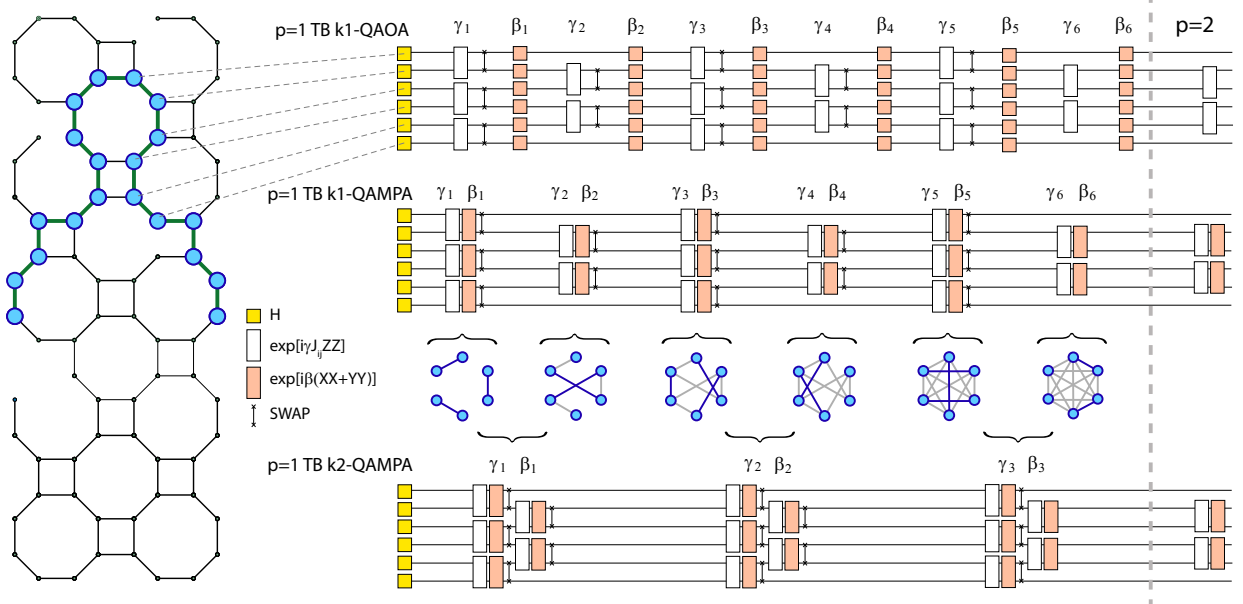 p=1 TB k1-QAOA γ1 β1 γ2 β2 γ3 β3 γ4 β4 γ5 β5 γ6 β6 p=2
p=1 TB k1-QAMPA γ1 β1 γ2 β2 γ3 β3 γ4 β4 γ5 β5 γ6 β6
H
exp[iγJijZZ]
exp[iβ(XX+YY)]
SWAP
p=1 TB k2-QAMPA γ1 β1 γ2 β2 γ3 β3